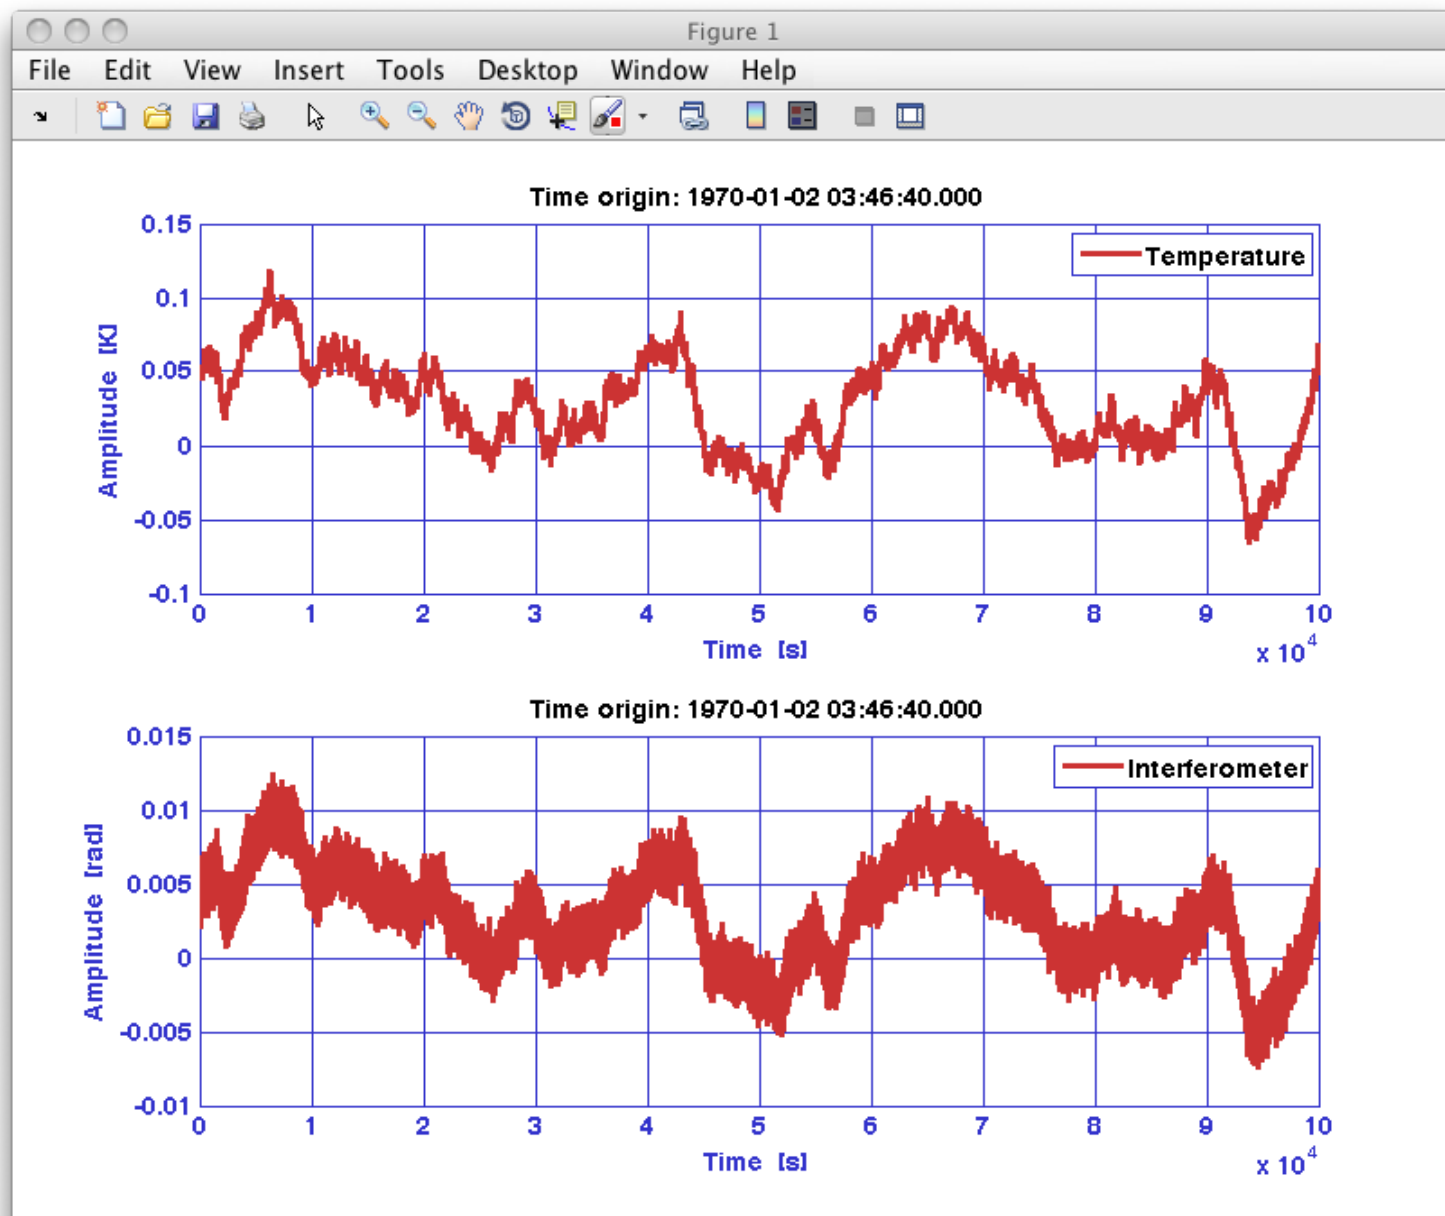 Figure 1
File Edit View Insert Tools Desktop Window Help
Time origin: 1970-01-02 03:46:40.000
0.15
0.1
0.05
0
-0.05
-0.1
Amplitude [K]
Temperature
0 1 2 3 4 5 6 7 8 9 10
Time [s]
x 10^4
Time origin: 1970-01-02 03:46:40.000
0.015
0.01
0.005
0
-0.005
-0.01
Amplitude [rad]
Interferometer
0 1 2 3 4 5 6 7 8 9 10
Time [s]
x 10^4